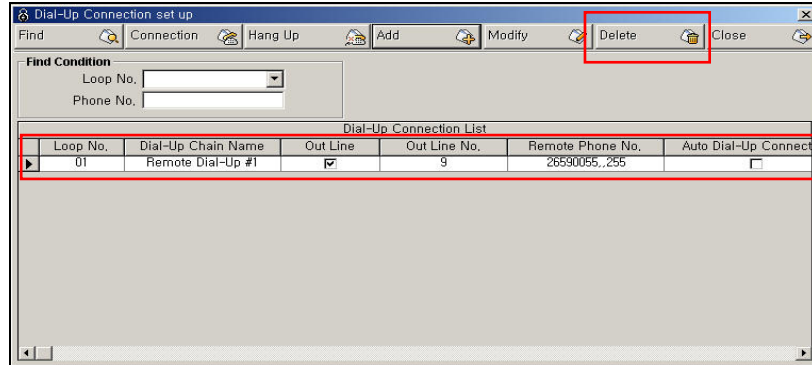 Dial-Up Connection set up
Find Connection Hang Up Add Modify Delete Close
Find Condition
Loop No,
Phone No,
Dial-Up Connection List
Loop No, Dial-Up Chain Name Out Line Out Line No, Remote Phone No, Auto Dial-Up Connect
01 Remote Dial-Up #1 9 26590055,,255